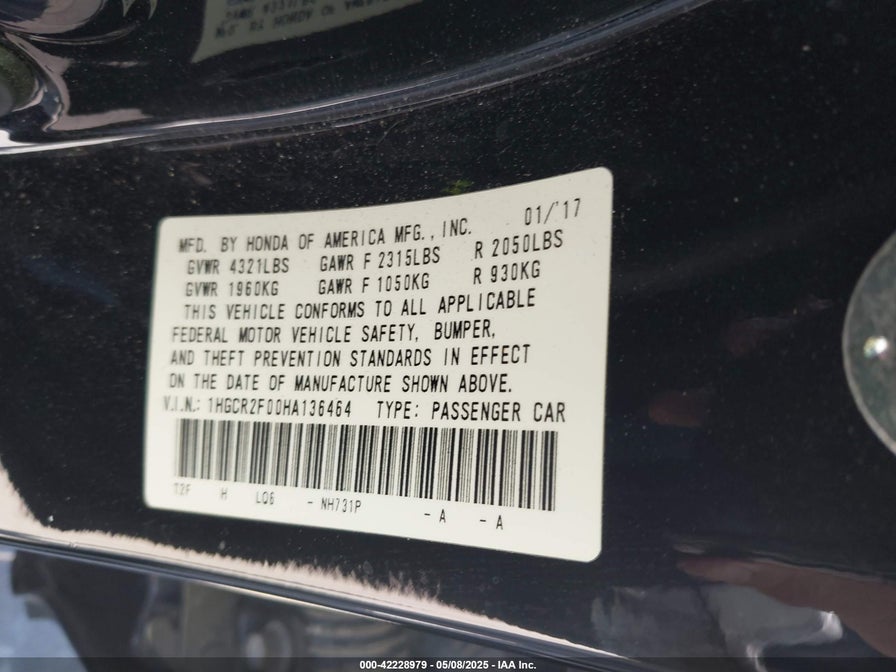 MFD. BY HONDA OF AMERICA MFG., INC. 01/'17
GVWR 4321LBS GAWR F 2315LBS R 2050LBS
GVWR 1960KG GAWR F 1050KG R 930KG
THIS VEHICLE CONFORMS TO ALL APPLICABLE
FEDERAL MOTOR VEHICLE SAFETY, BUMPER,
AND THEFT PREVENTION STANDARDS IN EFFECT
ON THE DATE OF MANUFACTURE SHOWN ABOVE.
V.I.N.: 1HGCR2F00HA136464 TYPE: PASSENGER CAR
T2F H LQ6 - NH731P - A - A
000-42228979 - 05/08/2025 - IAA Inc.